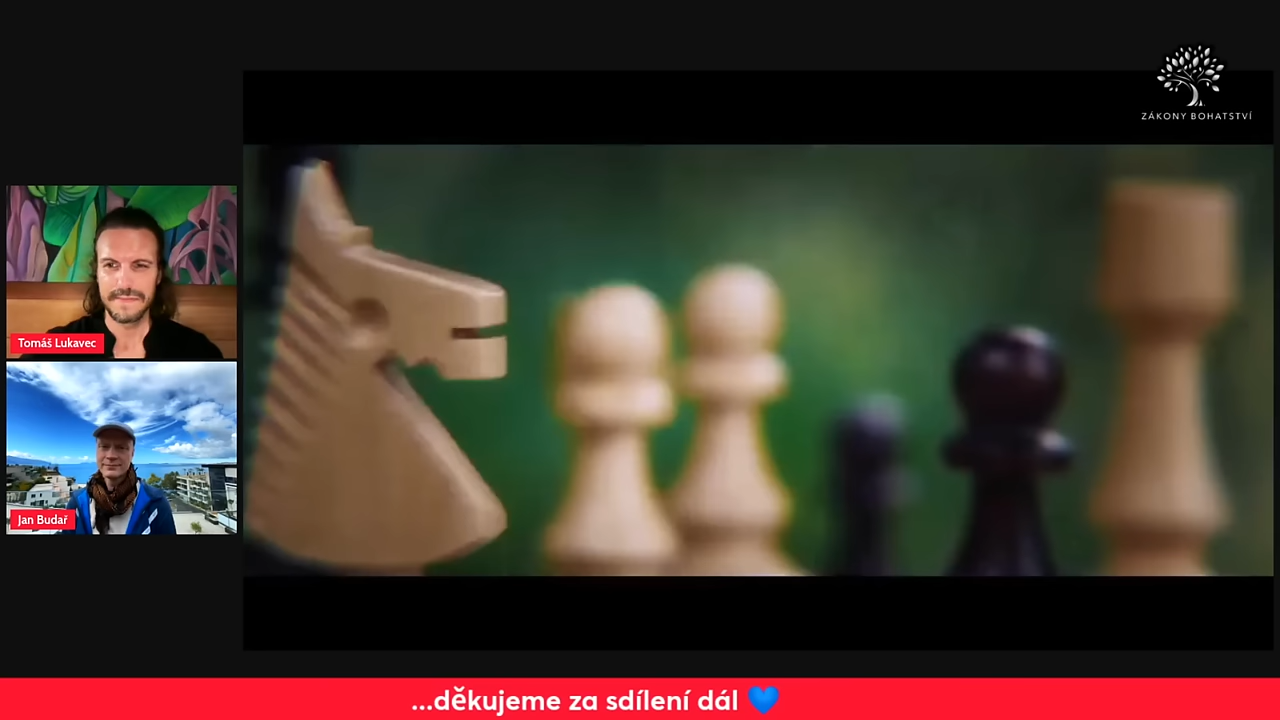 ZÁKONY BOHATSTVÍ
Tomáš Lukavec
Jan Budař
...děkujeme za sdílení dál 💙